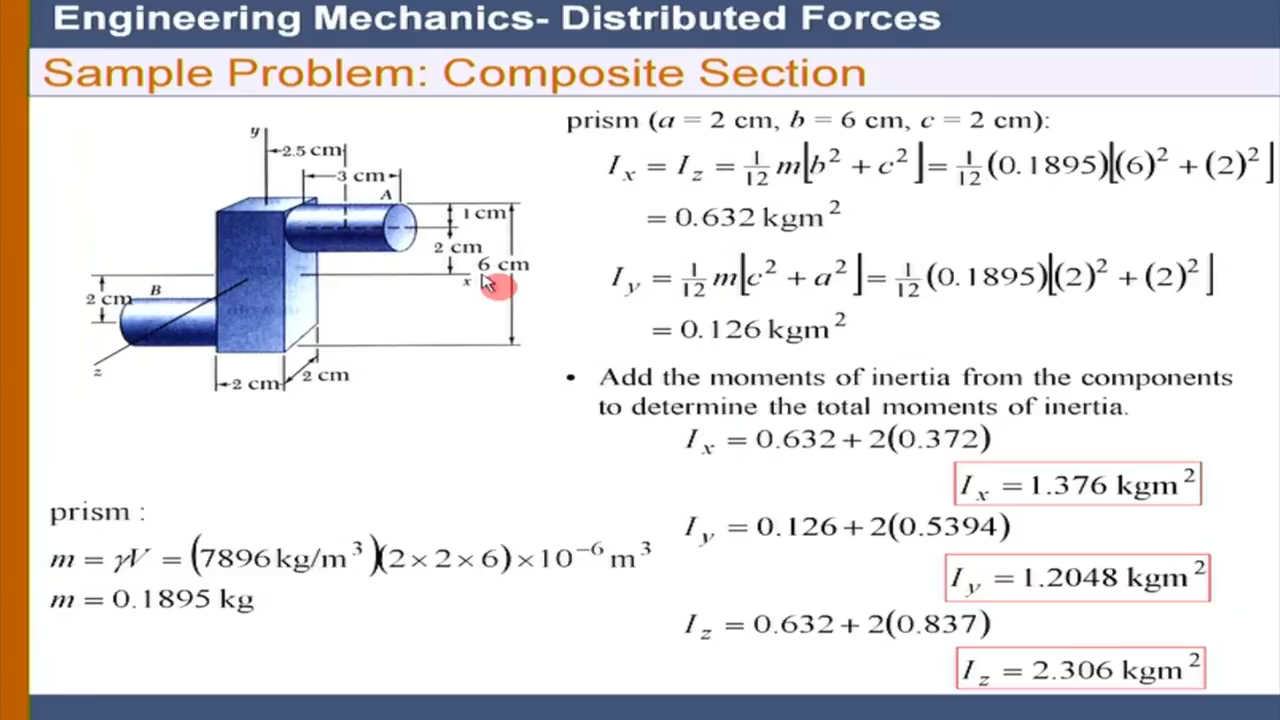 Engineering Mechanics- Distributed Forces
Sample Problem: Composite Section
y
2.5 cm
3 cm
A
1 cm
2 cm
6 cm
x
B
2 cm
z
2 cm
2 cm
prism :
m = γV = (7896 kg/m³)(2×2×6)×10⁻⁶ m³
m = 0.1895 kg
prism (a = 2 cm, b = 6 cm, c = 2 cm):
I_x = I_z = 1/12 m[b² + c²] = 1/12 (0.1895)[(6)² + (2)²]
= 0.632 kgm²
I_y = 1/12 m[c² + a²] = 1/12 (0.1895)[(2)² + (2)²]
= 0.126 kgm²
• Add the moments of inertia from the components
to determine the total moments of inertia.
I_x = 0.632 + 2(0.372)
I_x = 1.376 kgm²
I_y = 0.126 + 2(0.5394)
I_y = 1.2048 kgm²
I_z = 0.632 + 2(0.837)
I_z = 2.306 kgm²